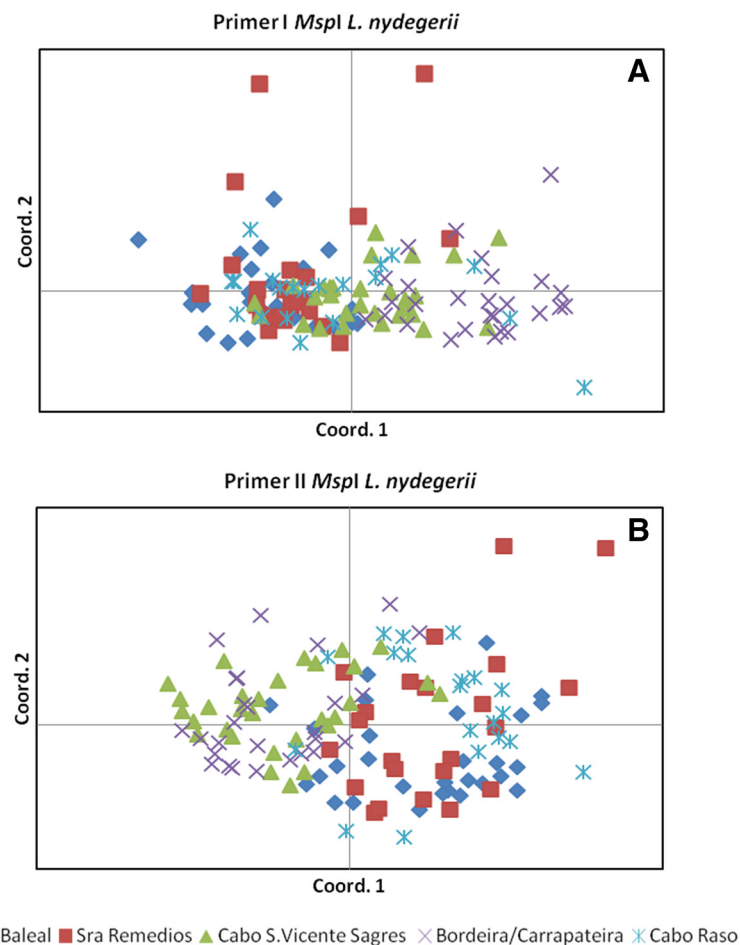 Primer I MspI L. nydegerii
A
Coord. 2
Coord. 1
Primer II MspI L. nydegerii
B
Coord. 2
Coord. 1
Baleal Sra Remedios Cabo S.Vicente Sagres Bordeira/Carrapateira Cabo Raso